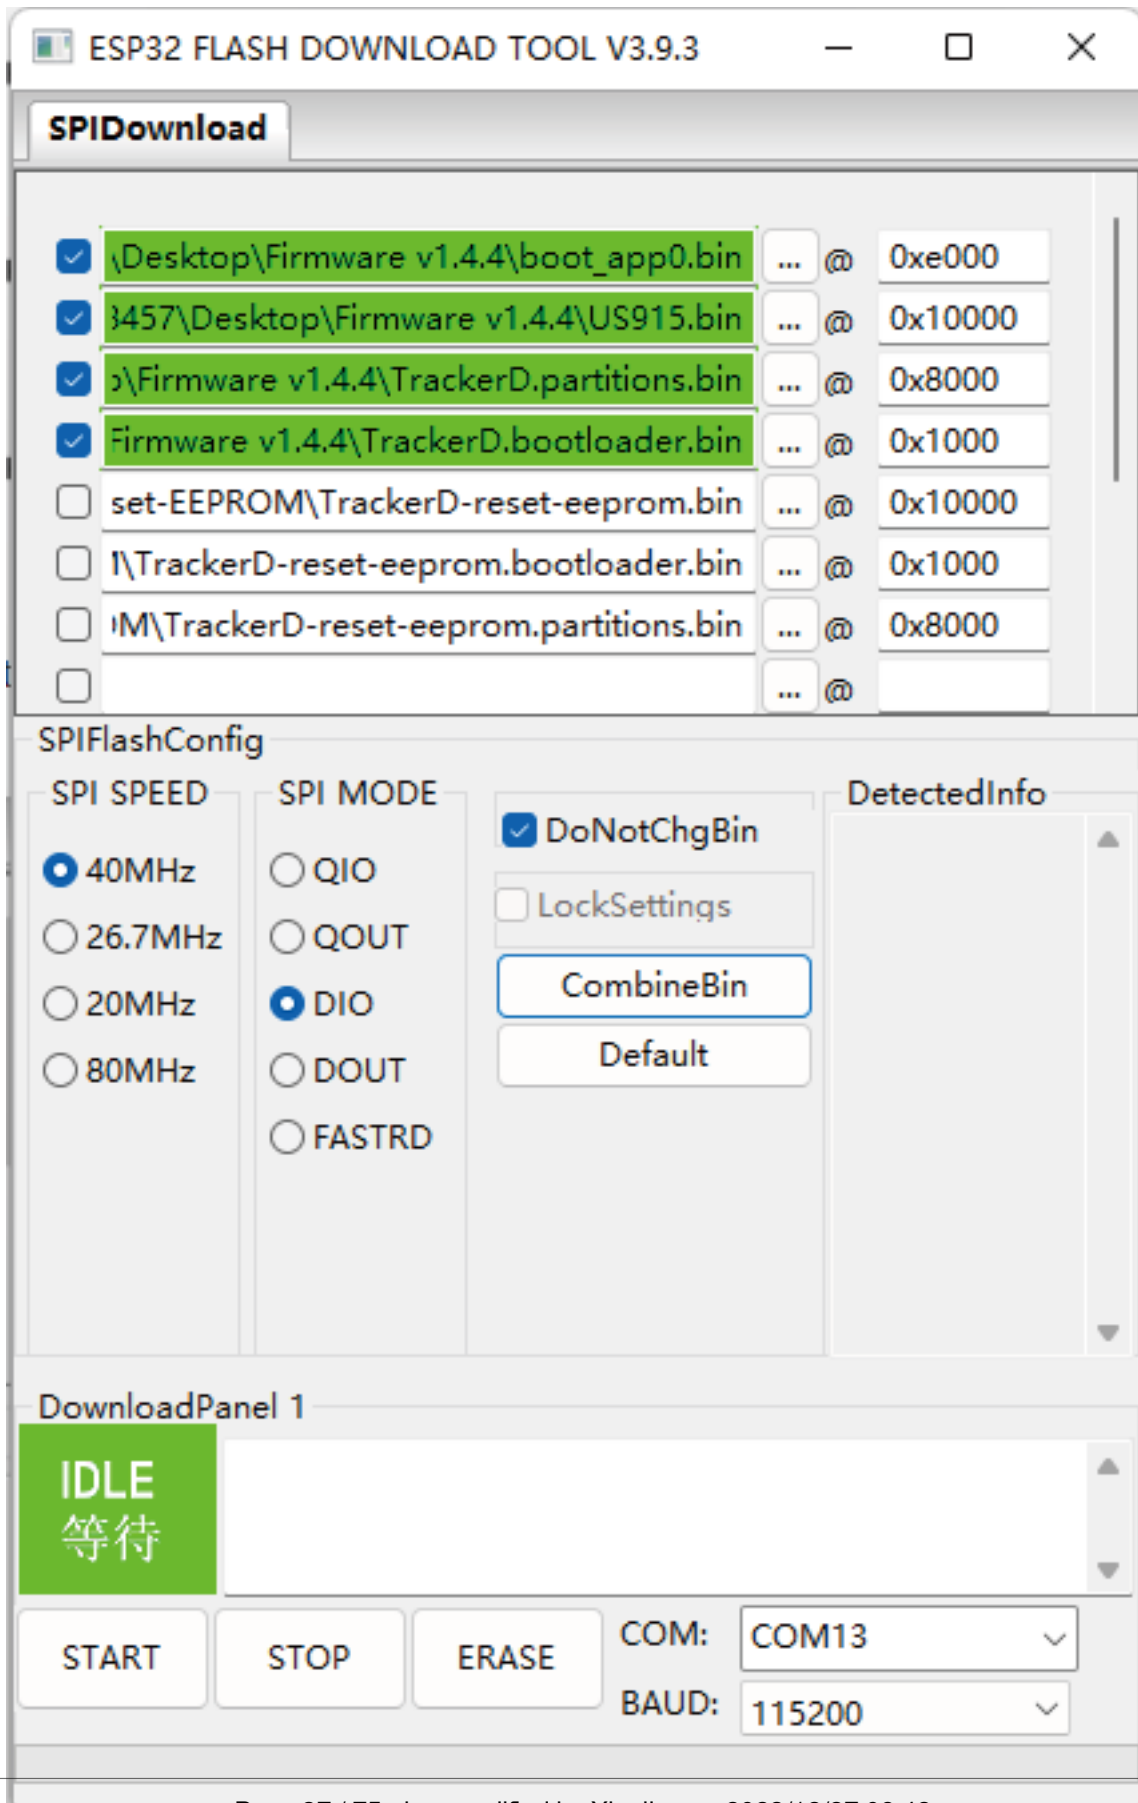 ESP32 FLASH DOWNLOAD TOOL V3.9.3
SPIDownload
\Desktop\Firmware v1.4.4\boot_app0.bin ... @ 0xe000
3457\Desktop\Firmware v1.4.4\US915.bin ... @ 0x10000
\Firmware v1.4.4\TrackerD.partitions.bin ... @ 0x8000
Firmware v1.4.4\TrackerD.bootloader.bin ... @ 0x1000
set-EEPROM\TrackerD-reset-eeprom.bin ... @ 0x10000
\TrackerD-reset-eeprom.bootloader.bin ... @ 0x1000
M\TrackerD-reset-eeprom.partitions.bin ... @ 0x8000
... @
SPIFlashConfig
SPI SPEED
40MHz
26.7MHz
20MHz
80MHz
SPI MODE
QIO
QOUT
DIO
DOUT
FASTRD
DoNotChgBin
LockSettings
CombineBin
Default
DetectedInfo
DownloadPanel 1
IDLE
等待
START STOP ERASE
COM: COM13
BAUD: 115200